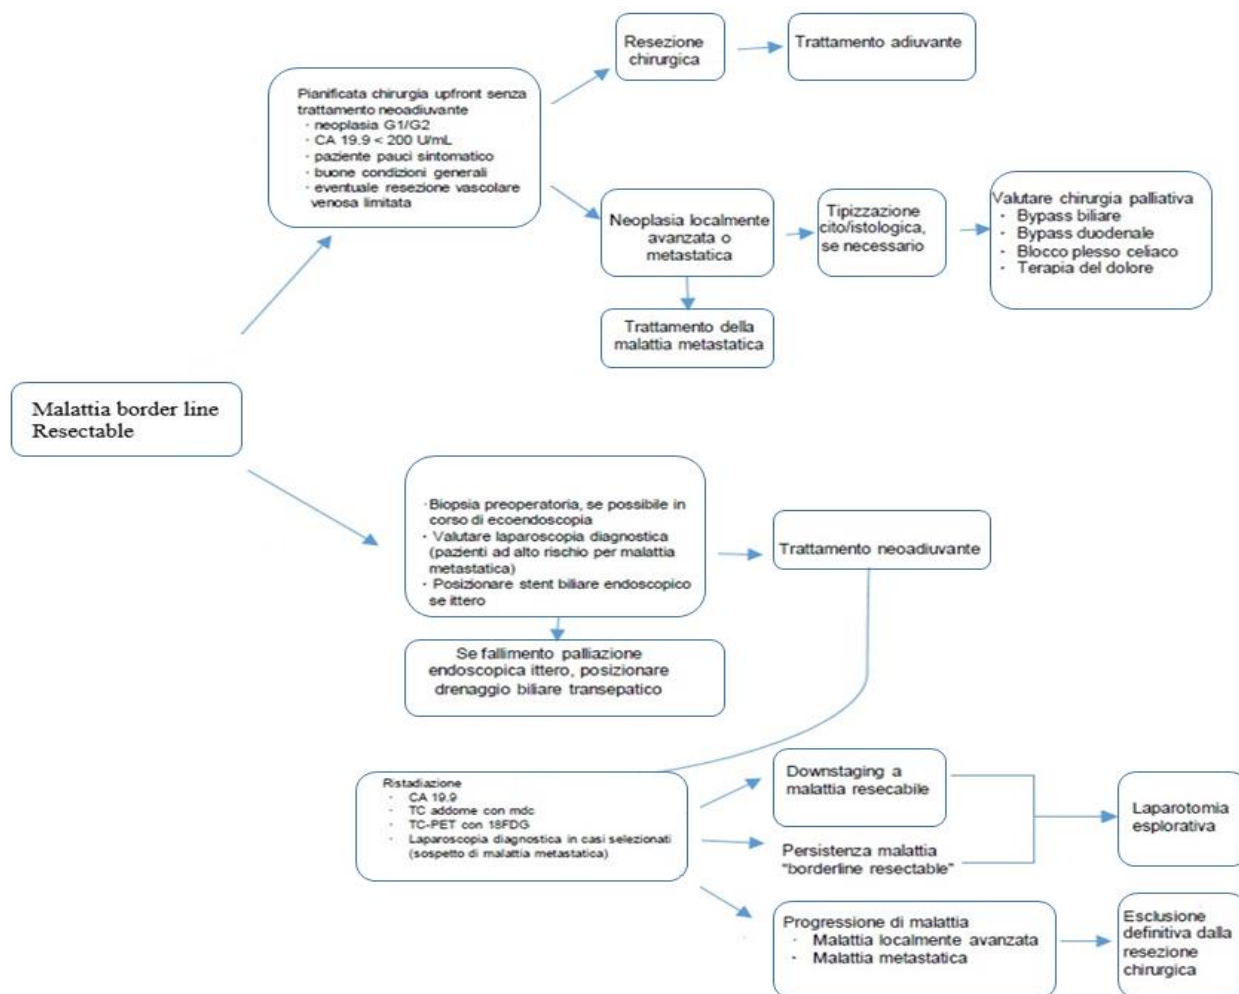 Resezione
chirurgica
Trattamento adiuvante
Pianificata chirurgia upfront senza
trattamento neoadiuvante
· neoplasia G1/G2
· CA 19.9 < 200 U/mL
· paziente pauci sintomatico
· buone condizioni generali
· eventuale resezione vascolare
venosa limitata
Neoplasia localmente
avanzata o
metastatica
Tipizzazione
cito/istologica,
se necessario
Valutare chirurgia palliativa
· Bypass biliare
· Bypass duodenale
· Blocco plesso celiaco
· Terapia del dolore
Trattamento della
malattia metastatica
Malattia border line
Resectable
·Biopsia preoperatoria, se possibile in
corso di ecoendoscopia
· Valutare laparoscopia diagnostica
(pazienti ad alto rischio per malattia
metastatica)
· Posizionare stent biliare endoscopico
se ittero
Trattamento neoadiuvante
Se fallimento palliazione
endoscopica ittero, posizionare
drenaggio biliare transepatico
Ristadiazione
· CA 19.9
· TC addome con mdc
· TC-PET con 18FDG
· Laparoscopia diagnostica in casi selezionati
(sospetto di malattia metastatica)
Downstaging a
malattia resecabile
Persistenza malattia
"borderline resectable"
Laparotomia
esplorativa
Progressione di malattia
· Malattia localmente avanzata
· Malattia metastatica
Esclusione
definitiva dalla
resezione
chirurgica